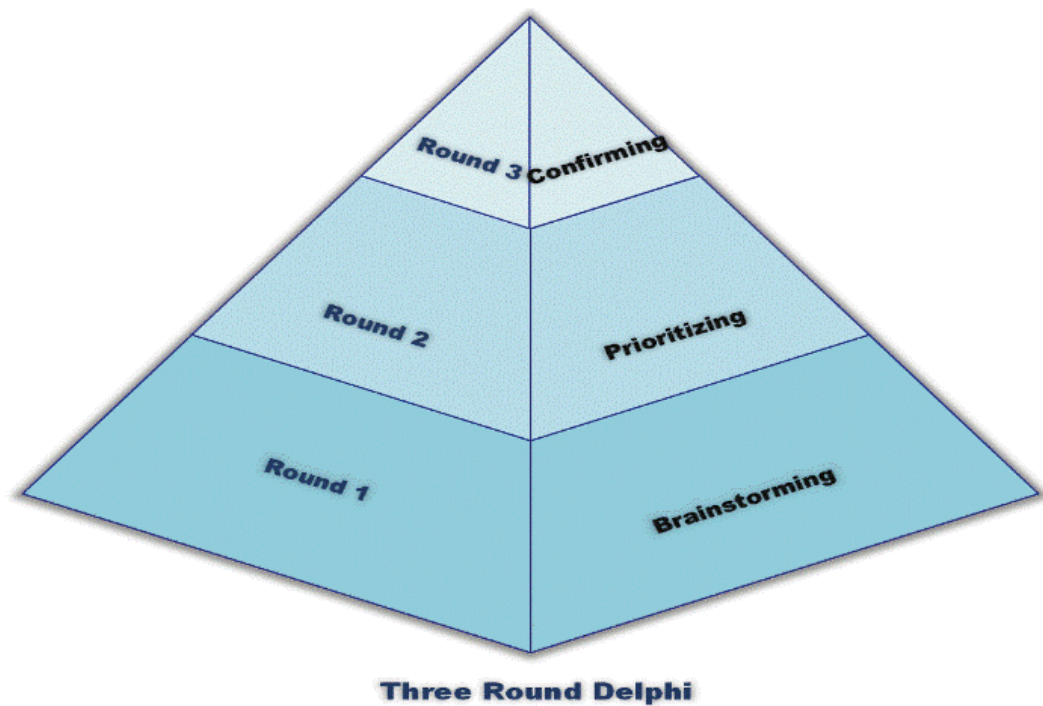 Round 3
Confirming
Round 2
Prioritizing
Round 1
Brainstorming
Three Round Delphi